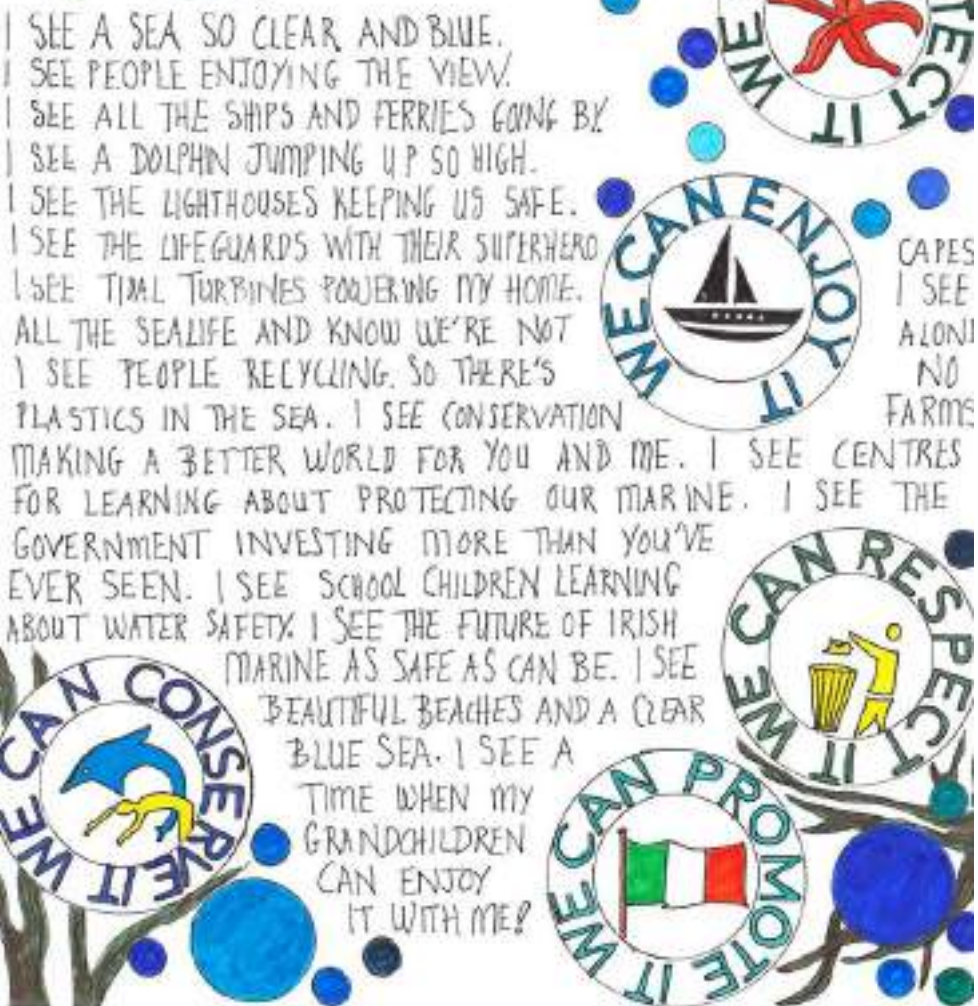 I SEE A SEA SO CLEAR AND BLUE.
I SEE PEOPLE ENJOYING THE VIEW.
I SEE ALL THE SHIPS AND FERRIES GOING BY
I SEE A DOLPHIN JUMPING UP SO HIGH.
I SEE THE LIGHTHOUSES KEEPING US SAFE.
I SEE THE LIFEGUARDS WITH THEIR SUPERHERO CAPES
I SEE TIDAL TURBINES POWERING MY HOME. I SEE
ALL THE SEALIFE AND KNOW WE'RE NOT ALONE
I SEE PEOPLE RECYCLING. SO THERE'S NO
PLASTICS IN THE SEA. I SEE CONSERVATION FARMS
MAKING A BETTER WORLD FOR YOU AND ME. I SEE CENTRES
FOR LEARNING ABOUT PROTECTING OUR MARINE. I SEE THE
GOVERNMENT INVESTING MORE THAN YOU'VE
EVER SEEN. I SEE SCHOOL CHILDREN LEARNING
ABOUT WATER SAFETY. I SEE THE FUTURE OF IRISH
MARINE AS SAFE AS CAN BE. I SEE
BEAUTIFUL BEACHES AND A CLEAR
BLUE SEA. I SEE A
TIME WHEN MY
GRANDCHILDREN
CAN ENJOY
IT WITH ME!
TECT IT WE
WE CAN ENJOY IT
WE CAN RESPECT IT
WE CAN CONSERVE IT
WE CAN PROMOTE IT